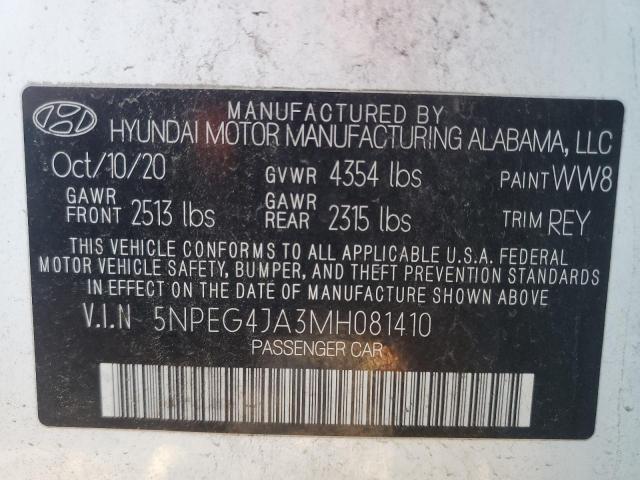 MANUFACTURED BY
HYUNDAI MOTOR MANUFACTURING ALABAMA, LLC
Oct/10/20 GVWR 4354 lbs PAINT WW8
GAWR FRONT 2513 lbs GAWR REAR 2315 lbs TRIM REY
THIS VEHICLE CONFORMS TO ALL APPLICABLE U.S.A. FEDERAL
MOTOR VEHICLE SAFETY, BUMPER, AND THEFT PREVENTION STANDARDS
IN EFFECT ON THE DATE OF MANUFACTURE SHOWN ABOVE
V.I.N 5NPEG4JA3MH081410
PASSENGER CAR